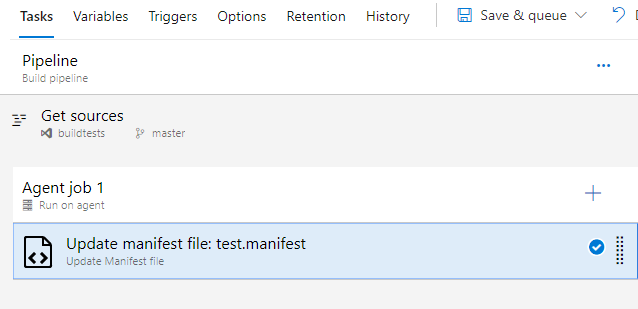 Tasks Variables Triggers Options Retention History Save & queue
Pipeline
Build pipeline
Get sources
buildtests master
Agent job 1
Run on agent
Update manifest file: test.manifest
Update Manifest file